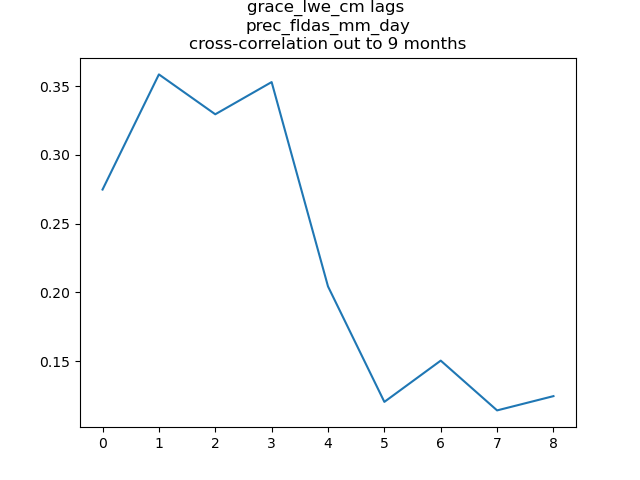 grace_lwe_cm lags
prec_fldas_mm_day
cross-correlation out to 9 months
0.35
0.30
0.25
0.20
0.15
0 1 2 3 4 5 6 7 8